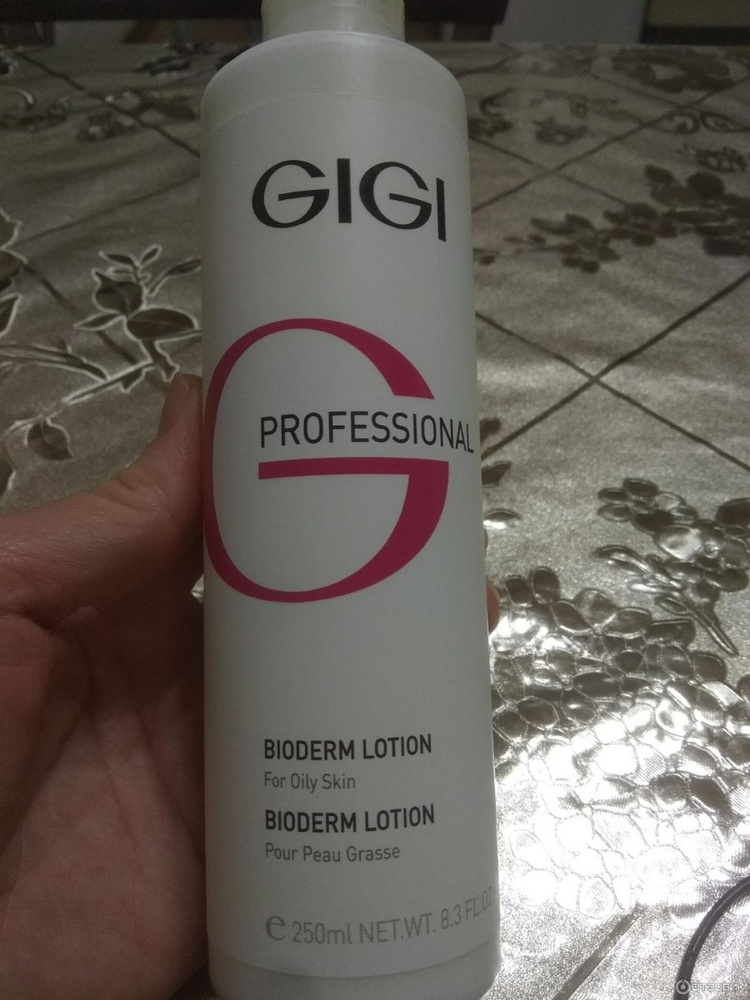 GIGI
PROFESSIONAL
BIODERM LOTION
For Oily Skin
BIODERM LOTION
Pour Peau Grasse
℮ 250ml NET.WT. 8.3 FL.OZ
ОТЗОВИК